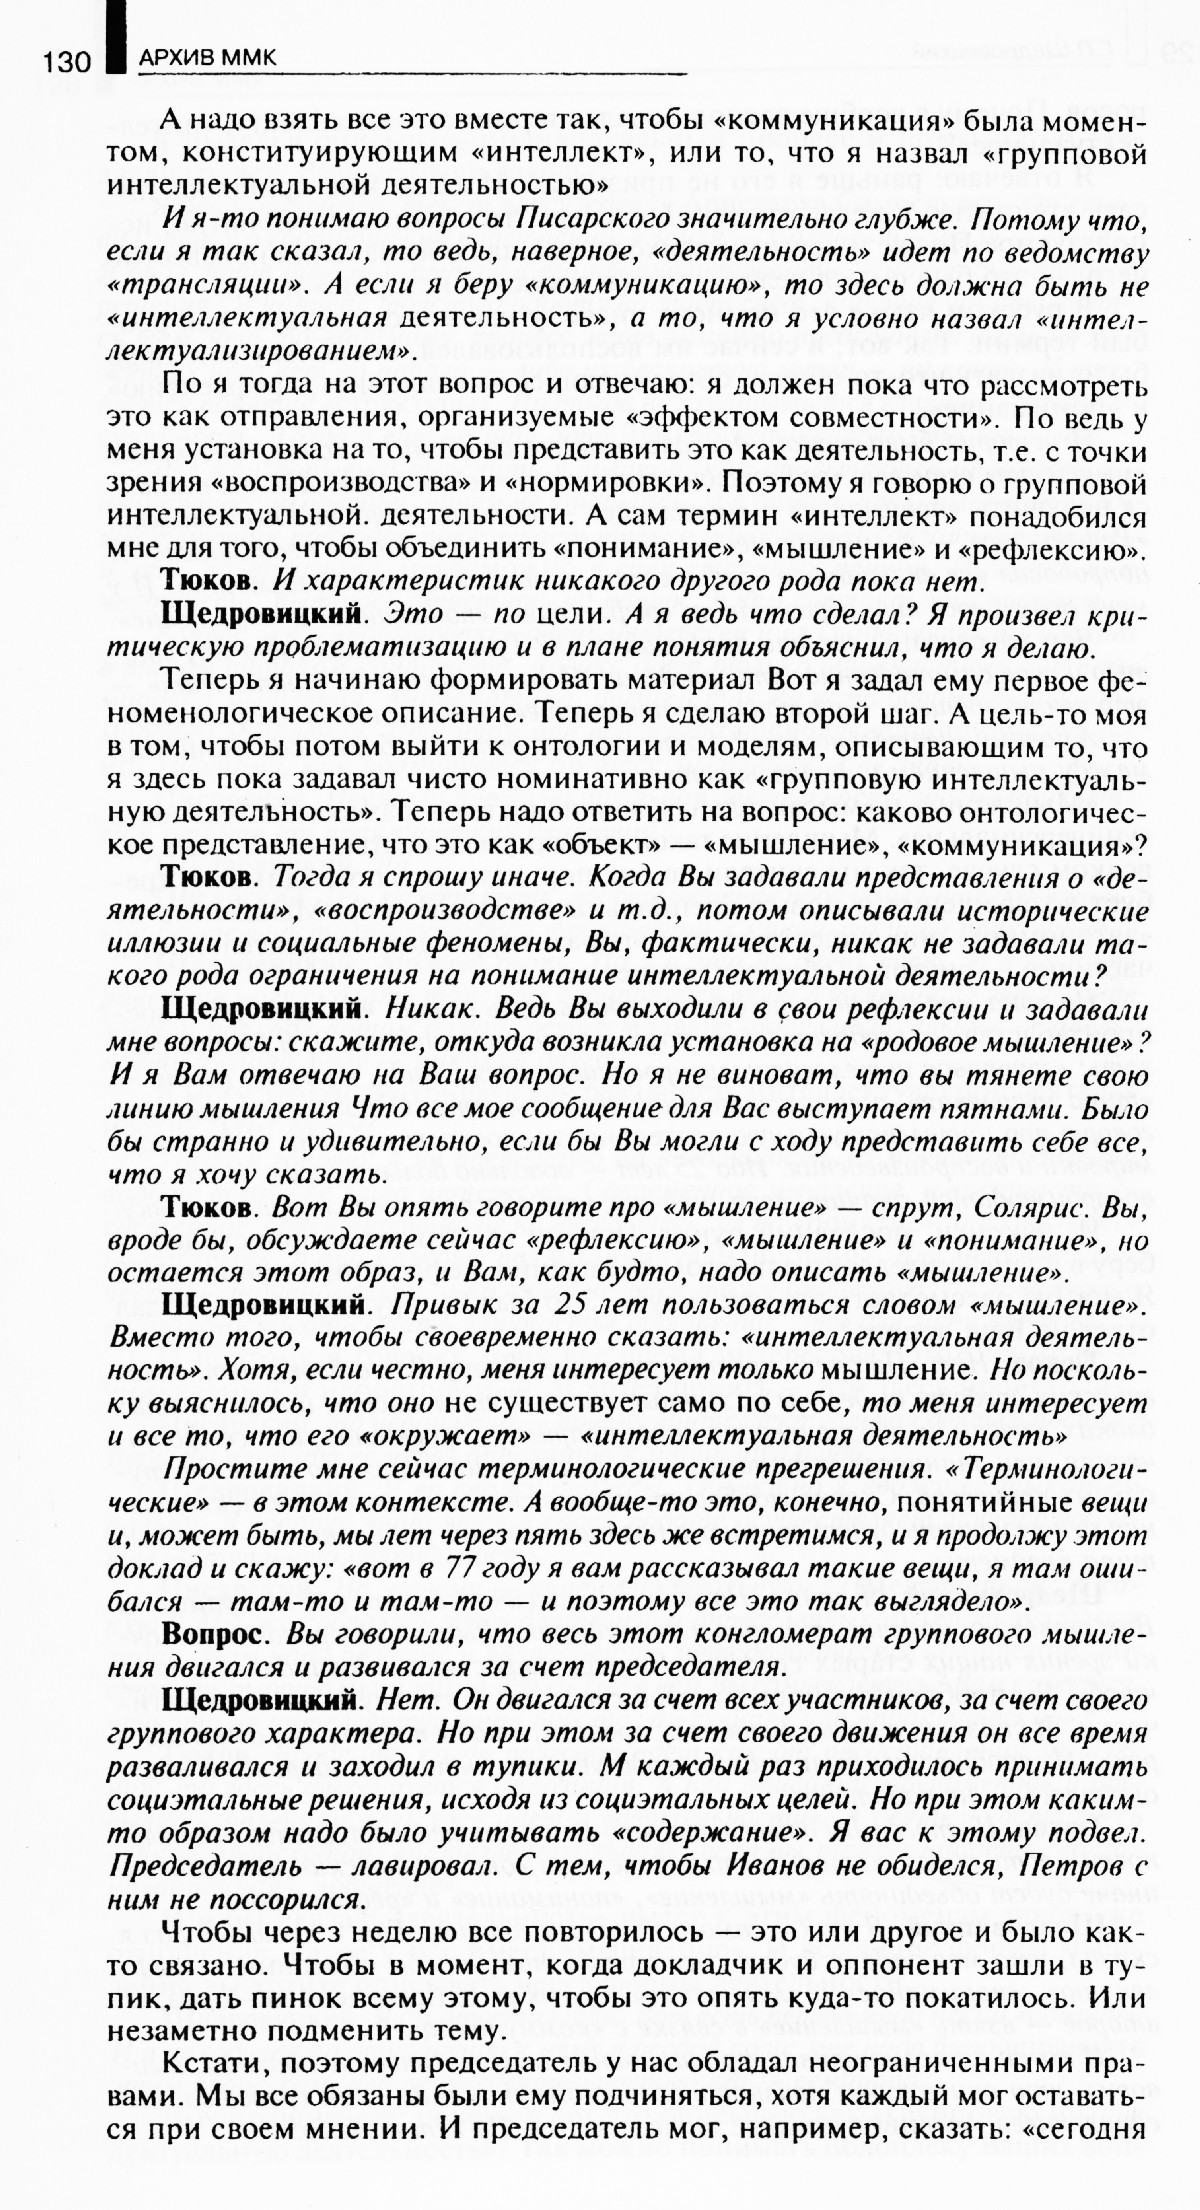 130 АРХИВ ММК
А надо взять все это вместе так, чтобы «коммуникация» была момен-
том, конституирующим «интеллект», или то, что я назвал «групповой
интеллектуальной деятельностью»
И я-то понимаю вопросы Писарского значительно глубже. Потому что,
если я так сказал, то ведь, наверное, «деятельность» идет по ведомству
«трансляции». А если я беру «коммуникацию», то здесь должна быть не
«интеллектуальная деятельность», а то, что я условно назвал «интел-
лектуализированием».
По я тогда на этот вопрос и отвечаю: я должен пока что рассмотреть
это как отправления, организуемые «эффектом совместности». По ведь у
меня установка на то, чтобы представить это как деятельность, т.е. с точки
зрения «воспроизводства» и «нормировки». Поэтому я говорю о групповой
интеллектуальной. деятельности. А сам термин «интеллект» понадобился
мне для того, чтобы объединить «понимание», «мышление» и «рефлексию».
Тюков. И характеристик никакого другого рода пока нет.
Щедровицкий. Это — по цели. А я ведь что сделал? Я произвел кри-
тическую проблематизацию и в плане понятия объяснил, что я делаю.
Теперь я начинаю формировать материал Вот я задал ему первое фе-
номенологическое описание. Теперь я сделаю второй шаг. А цель-то моя
в том, чтобы потом выйти к онтологии и моделям, описывающим то, что
я здесь пока задавал чисто номинативно как «групповую интеллектуаль-
ную деятельность». Теперь надо ответить на вопрос: каково онтологичес-
кое представление, что это как «объект» — «мышление», «коммуникация»?
Тюков. Тогда я спрошу иначе. Когда Вы задавали представления о «де-
ятельности», «воспроизводстве» и т.д., потом описывали исторические
иллюзии и социальные феномены, Вы, фактически, никак не задавали та-
кого рода ограничения на понимание интеллектуальной деятельности?
Щедровицкий. Никак. Ведь Вы выходили в свои рефлексии и задавали
мне вопросы: скажите, откуда возникла установка на «родовое мышление»?
И я Вам отвечаю на Ваш вопрос. Но я не виноват, что вы тянете свою
линию мышления Что все мое сообщение для Вас выступает пятнами. Было
бы странно и удивительно, если бы Вы могли с ходу представить себе все,
что я хочу сказать.
Тюков. Вот Вы опять говорите про «мышление» — спрут, Солярис. Вы,
вроде бы, обсуждаете сейчас «рефлексию», «мышление» и «понимание», но
остается этот образ, и Вам, как будто, надо описать «мышление».
Щедровицкий. Привык за 25 лет пользоваться словом «мышление».
Вместо того, чтобы своевременно сказать: «интеллектуальная деятель-
ность». Хотя, если честно, меня интересует только мышление. Но посколь-
ку выяснилось, что оно не существует само по себе, то меня интересует
и все то, что его «окружает» — «интеллектуальная деятельность»
Простите мне сейчас терминологические прегрешения. «Терминологи-
ческие» — в этом контексте. А вообще-то это, конечно, понятийные вещи
и, может быть, мы лет через пять здесь же встретимся, и я продолжу этот
доклад и скажу: «вот в 77 году я вам рассказывал такие вещи, я там оши-
бался — там-то и там-то — и поэтому все это так выглядело».
Вопрос. Вы говорили, что весь этот конгломерат группового мышле-
ния двигался и развивался за счет председателя.
Щедровицкий. Нет. Он двигался за счет всех участников, за счет своего
группового характера. Но при этом за счет своего движения он все время
разваливался и заходил в тупики. М каждый раз приходилось принимать
социэтальные решения, исходя из социэтальных целей. Но при этом каким-
то образом надо было учитывать «содержание». Я вас к этому подвел.
Председатель — лавировал. С тем, чтобы Иванов не обиделся, Петров с
ним не поссорился.
Чтобы через неделю все повторилось — это или другое и было как-
то связано. Чтобы в момент, когда докладчик и оппонент зашли в ту-
пик, дать пинок всему этому, чтобы это опять куда-то покатилось. Или
незаметно подменить тему.
Кстати, поэтому председатель у нас обладал неограниченными пра-
вами. Мы все обязаны были ему подчиняться, хотя каждый мог оставать-
ся при своем мнении. И председатель мог, например, сказать: «сегодня